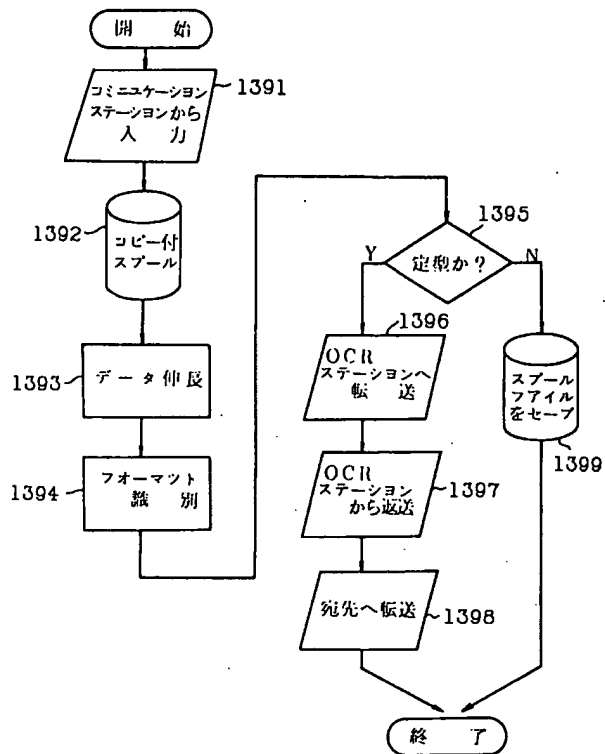 開 始
コミニユケーション
ステーションから
入 力
1391
コピー付
スプール
1392
データ伸長
1393
フォーマツト
識 別
1394
定型か?
1395
Y
N
OCR
ステーションへ
転 送
1396
OCR
ステーション
から返送
1397
宛先へ転送
1398
スプール
フアイル
をセーブ
1399
終 了